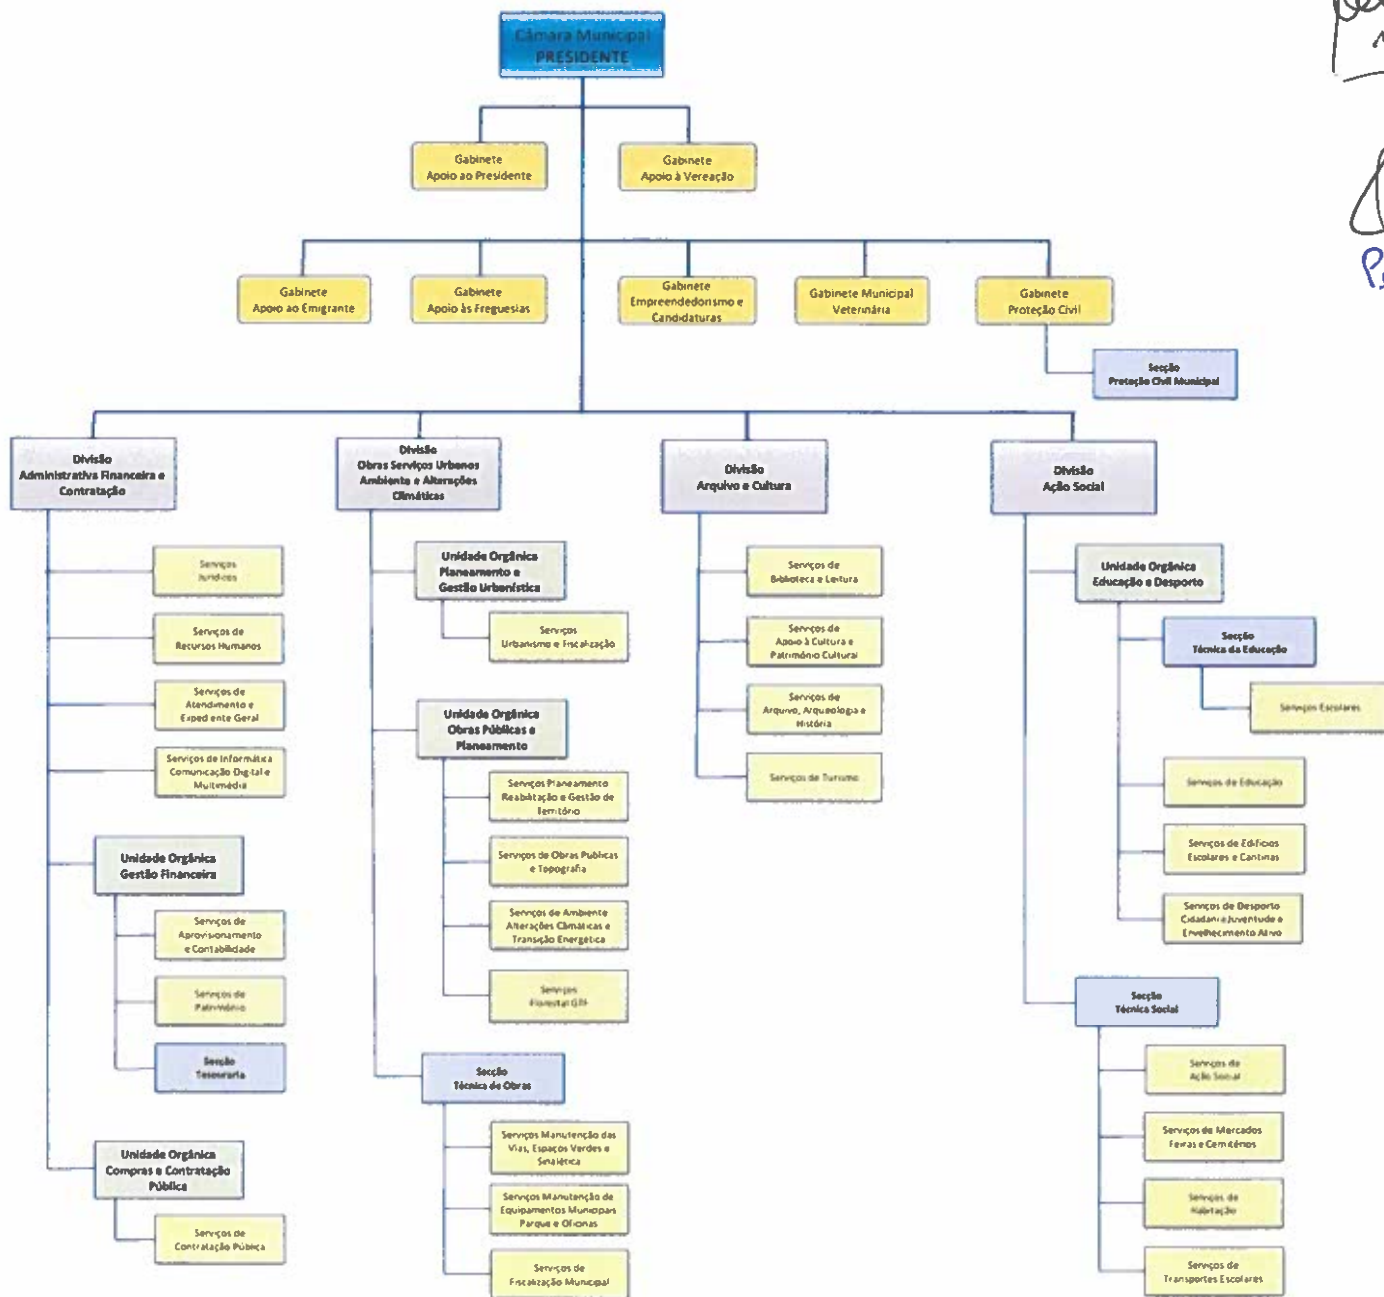 Câmara Municipal
PRESIDENTE
Gabinete
Apoio ao Presidente
Gabinete
Apoio à Vereação
Gabinete
Apoio ao Emigrante
Gabinete
Apoio às Freguesias
Gabinete
Empreendedorismo e
Candidaturas
Gabinete Municipal
Veterinária
Gabinete
Proteção Civil
Secção
Proteção Civil Municipal
Divisão
Administrativa Financeira e
Contratação
Serviços
Jurídicos
Serviços de
Recursos Humanos
Serviços de
Atendimento e
Expediente Geral
Serviços de Informática
Comunicação Digital e
Multimédia
Unidade Orgânica
Gestão Financeira
Serviços de
Aprovisionamento
e Contabilidade
Serviços de
Património
Secção
Tesouraria
Unidade Orgânica
Compras e Contratação
Pública
Serviços de
Contratação Pública
Divisão
Obras Serviços Urbanos
Ambiente e Alterações
Climáticas
Unidade Orgânica
Planeamento e
Gestão Urbanística
Serviços
Urbanismo e Fiscalização
Unidade Orgânica
Obras Públicas e
Planeamento
Serviços Planeamento
Reabilitação e Gestão de
Território
Serviços de Obras Publicas
e Topografia
Serviços de Ambiente
Alterações Climáticas e
Transição Energética
Serviços
Florestal GTF
Secção
Técnica de Obras
Serviços Manutenção das
Vias, Espaços Verdes e
Sinalética
Serviços Manutenção de
Equipamentos Municipais
Parque e Oficinas
Serviços de
Fiscalização Municipal
Divisão
Arquivo e Cultura
Serviços de
Biblioteca e Leitura
Serviços de
Apoio à Cultura e
Património Cultural
Serviços de
Arquivo, Arqueologia e
História
Serviços de Turismo
Divisão
Ação Social
Unidade Orgânica
Educação e Desporto
Secção
Técnica da Educação
Serviços Escolares
Serviços de Educação
Serviços de Edifícios
Escolares e Cantinas
Serviços de Desporto
Cidadania Juventude e
Envelhecimento Ativo
Secção
Técnica Social
Serviços de
Ação Social
Serviços de Mercados
Feiras e Cemitérios
Serviços de
Habitação
Serviços de
Transportes Escolares